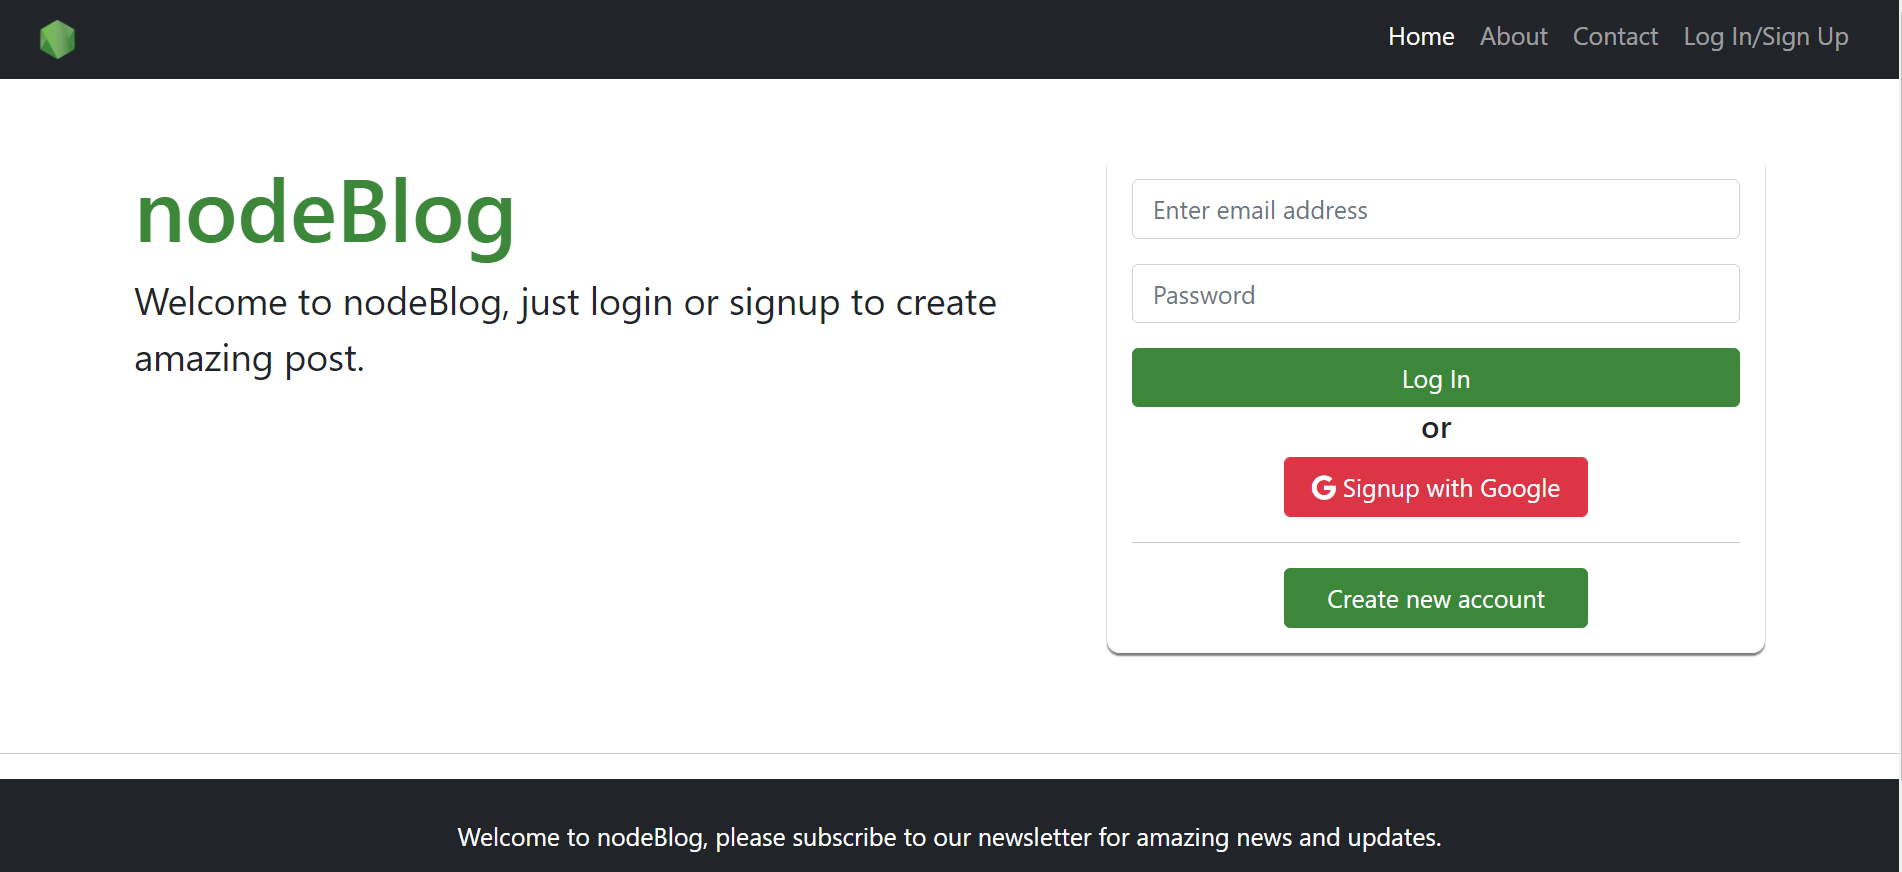 Home About Contact Log In/Sign Up
nodeBlog
Welcome to nodeBlog, just login or signup to create
amazing post.
Enter email address
Password
Log In
or
Signup with Google
Create new account
Welcome to nodeBlog, please subscribe to our newsletter for amazing news and updates.